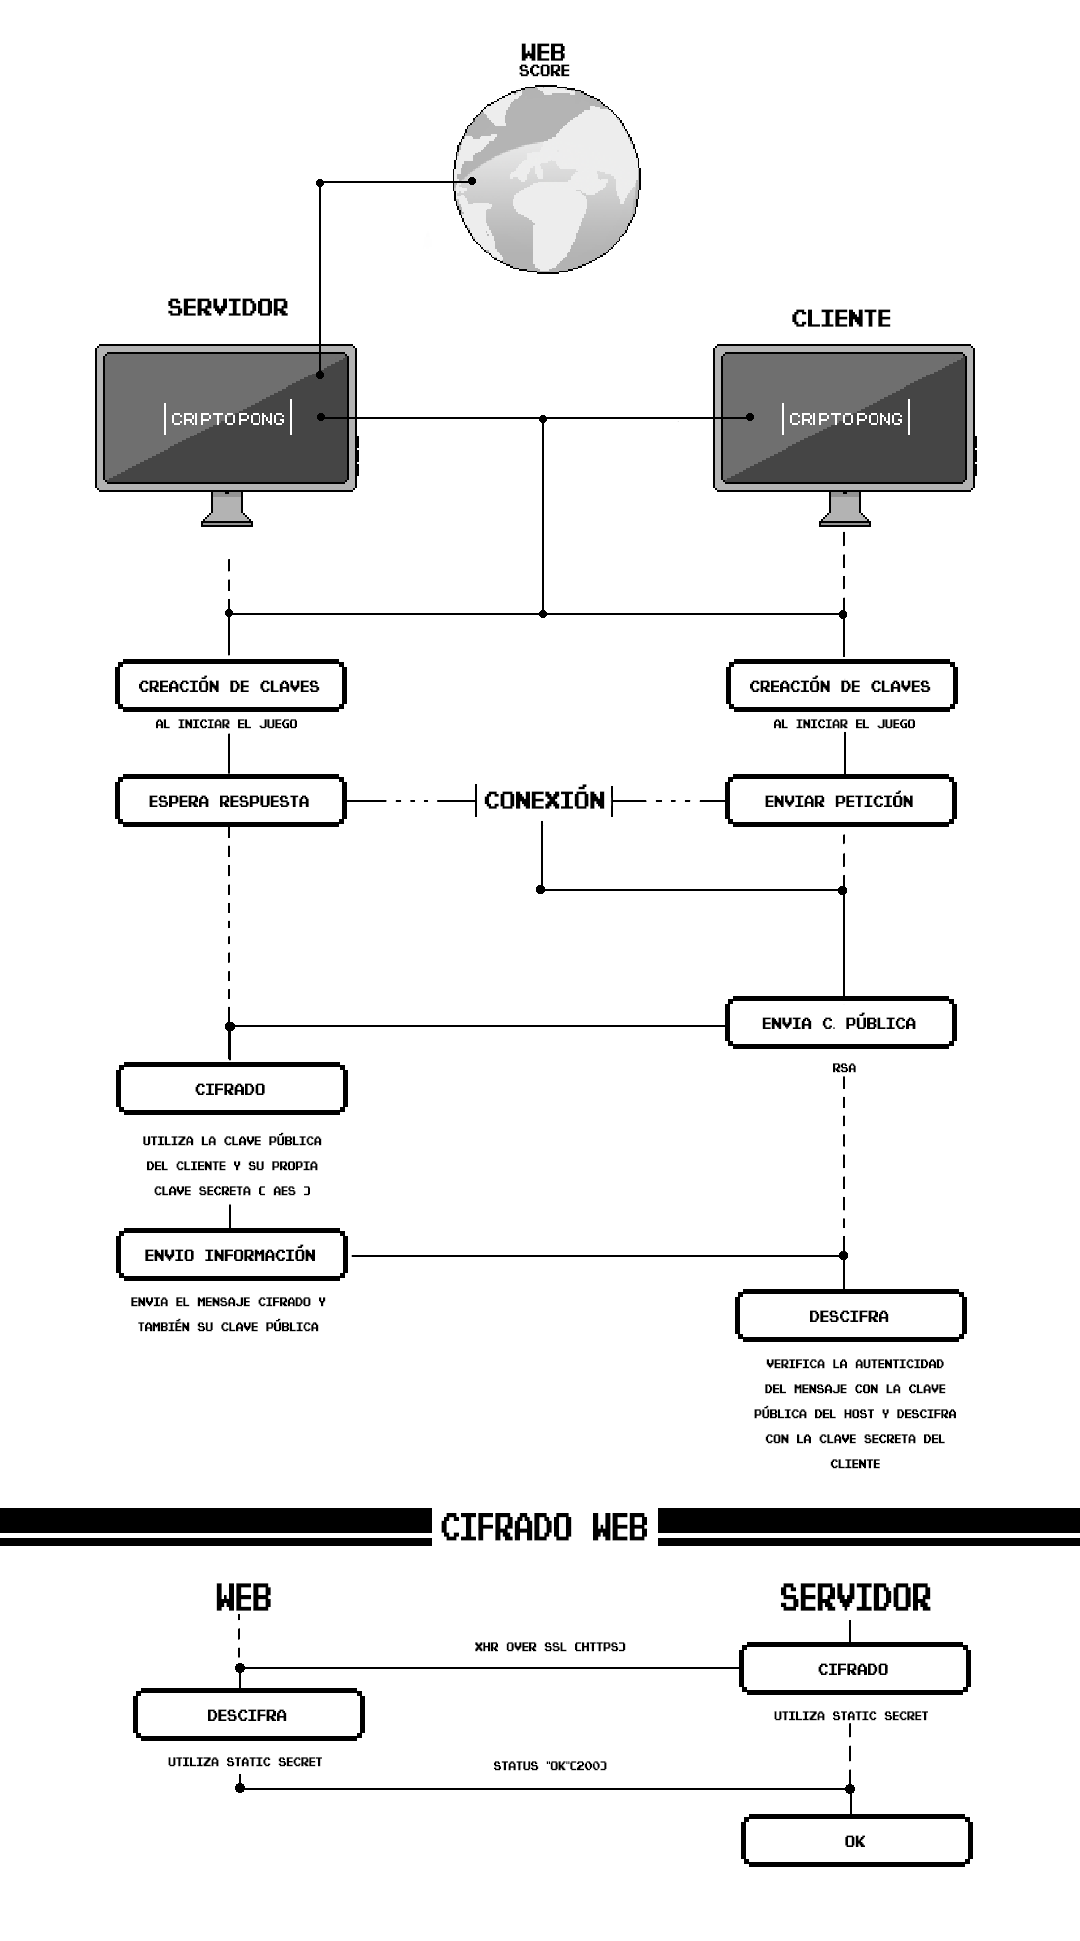 WEB
SCORE
SERVIDOR
CLIENTE
CRIPTOPONG
CRIPTOPONG
CREACIÓN DE CLAVES
CREACIÓN DE CLAVES
AL INICIAR EL JUEGO
AL INICIAR EL JUEGO
ESPERA RESPUESTA
CONEXIÓN
ENVIAR PETICIÓN
ENVIA C. PÚBLICA
RSA
CIFRADO
UTILIZA LA CLAVE PÚBLICA
DEL CLIENTE Y SU PROPIA
CLAVE SECRETA ( AES )
ENVIO INFORMACIÓN
ENVIA EL MENSAJE CIFRADO Y
TAMBIÉN SU CLAVE PÚBLICA
DESCIFRA
VERIFICA LA AUTENTICIDAD
DEL MENSAJE CON LA CLAVE
PÚBLICA DEL HOST Y DESCIFRA
CON LA CLAVE SECRETA DEL
CLIENTE
CIFRADO WEB
WEB
SERVIDOR
XHR OVER SSL (HTTPS)
CIFRADO
DESCIFRA
UTILIZA STATIC SECRET
UTILIZA STATIC SECRET
STATUS "OK"(200)
OK